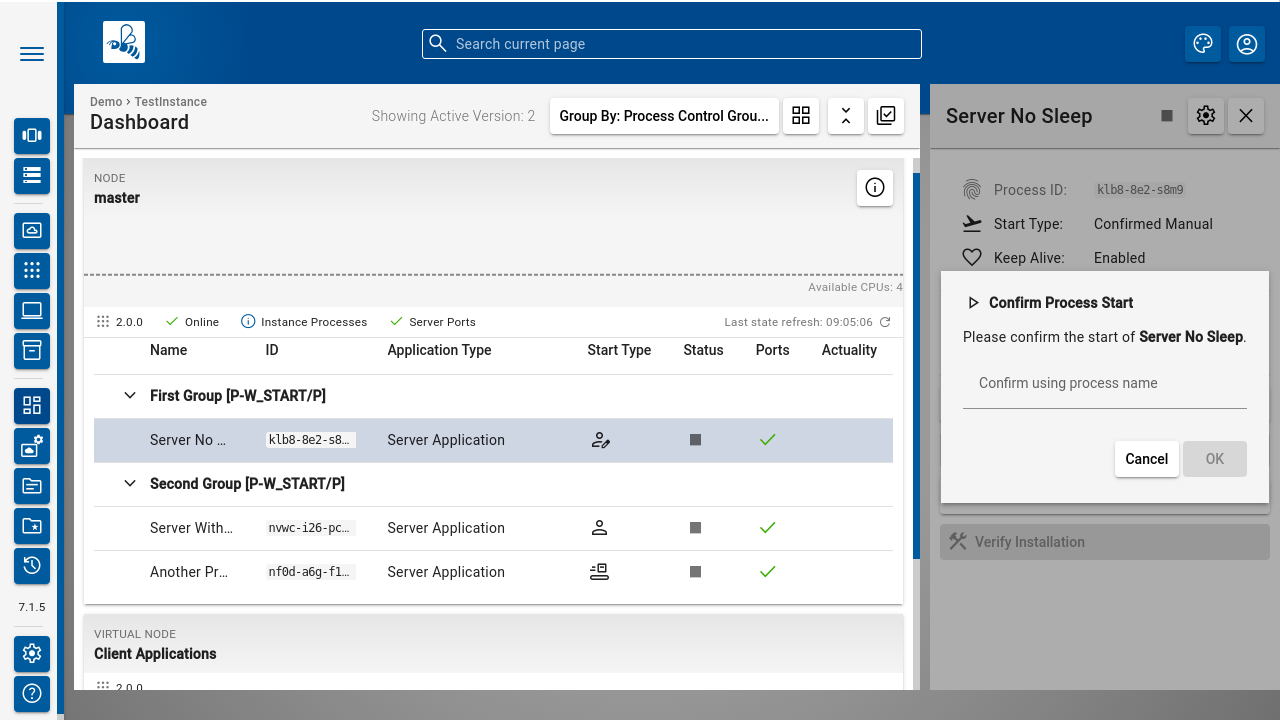 Search current page
Demo › TestInstance
Dashboard
Showing Active Version: 2
Group By: Process Control Grou...
NODE
master
Available CPUs: 4
2.0.0
Online
Instance Processes
Server Ports
Last state refresh: 09:05:06
Name ID Application Type Start Type Status Ports Actuality
First Group [P-W_START/P]
Server No ... klb8-8e2-s8... Server Application
Second Group [P-W_START/P]
Server With... nvwc-i26-pc... Server Application
Another Pr... nf0d-a6g-f1... Server Application
VIRTUAL NODE
Client Applications
2.0.0
7.1.5
Server No Sleep
Process ID: klb8-8e2-s8m9
Start Type: Confirmed Manual
Keep Alive: Enabled
Confirm Process Start
Please confirm the start of Server No Sleep.
Confirm using process name
Cancel
OK
Verify Installation